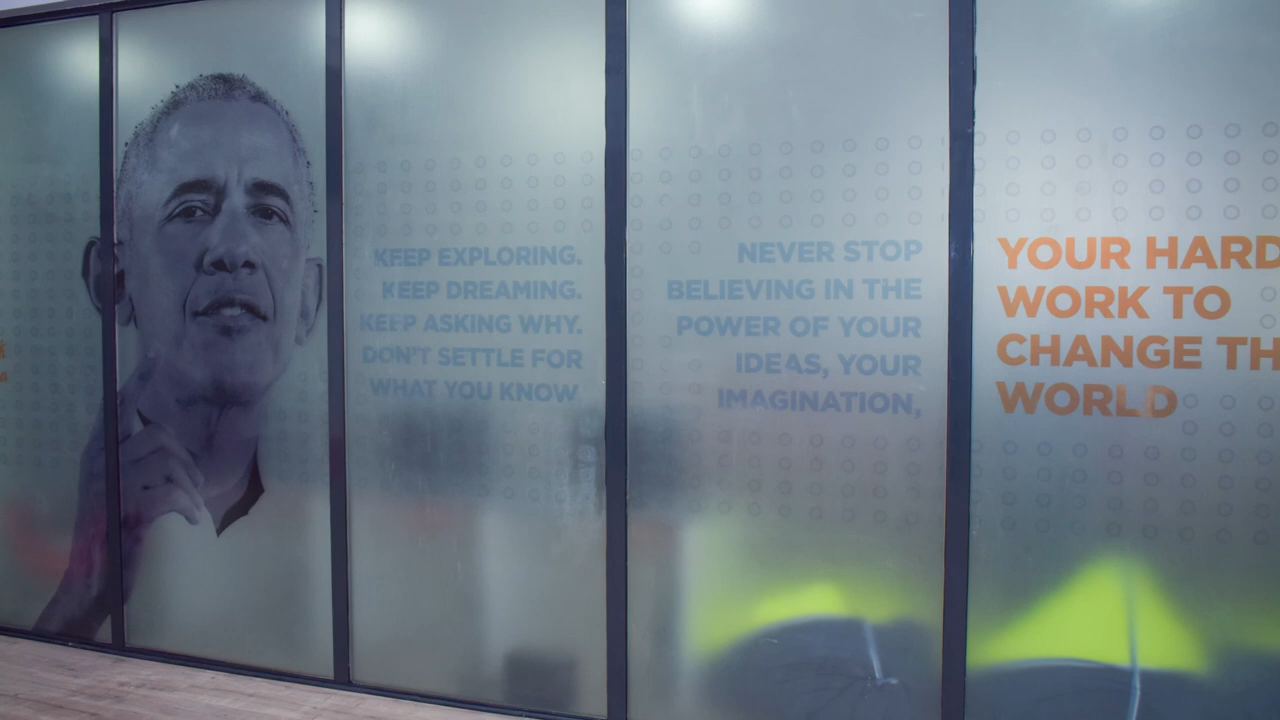 KEEP EXPLORING.
KEEP DREAMING.
KEEP ASKING WHY.
DON'T SETTLE FOR
WHAT YOU KNOW
NEVER STOP
BELIEVING IN THE
POWER OF YOUR
IDEAS, YOUR
IMAGINATION,
YOUR HARD
WORK TO
CHANGE TH
WORLD